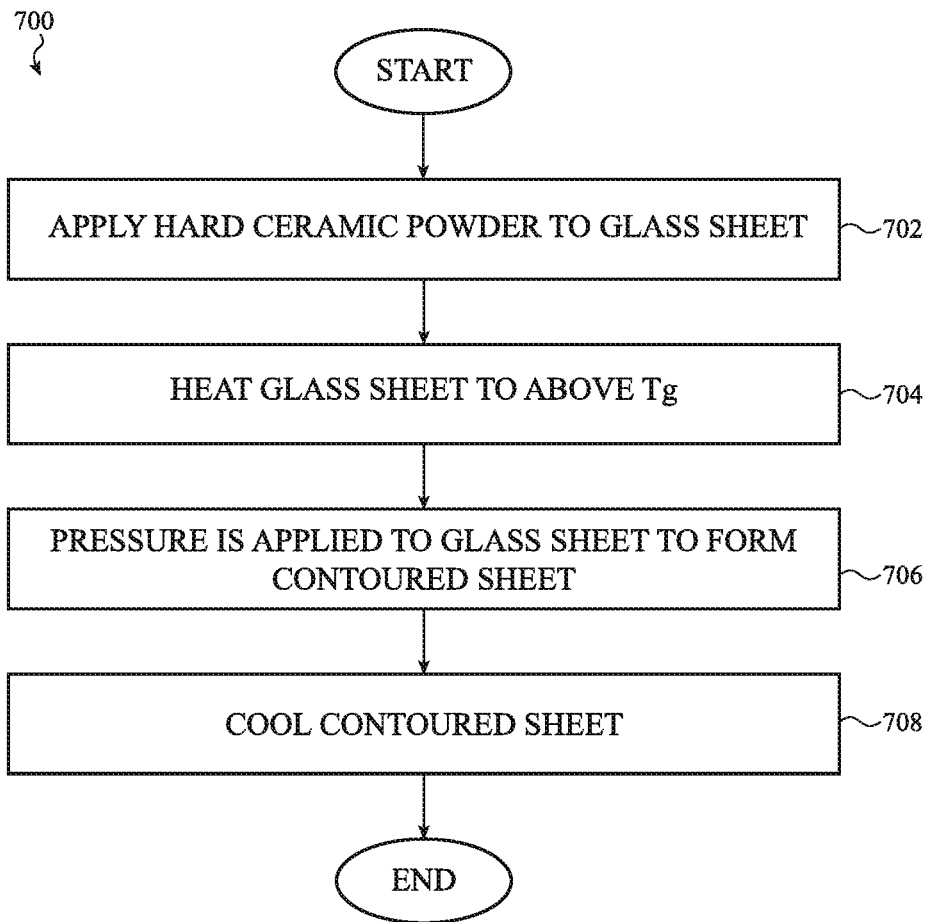 700
START
APPLY HARD CERAMIC POWDER TO GLASS SHEET
702
HEAT GLASS SHEET TO ABOVE Tg
704
PRESSURE IS APPLIED TO GLASS SHEET TO FORM
CONTOURED SHEET
706
COOL CONTOURED SHEET
708
END